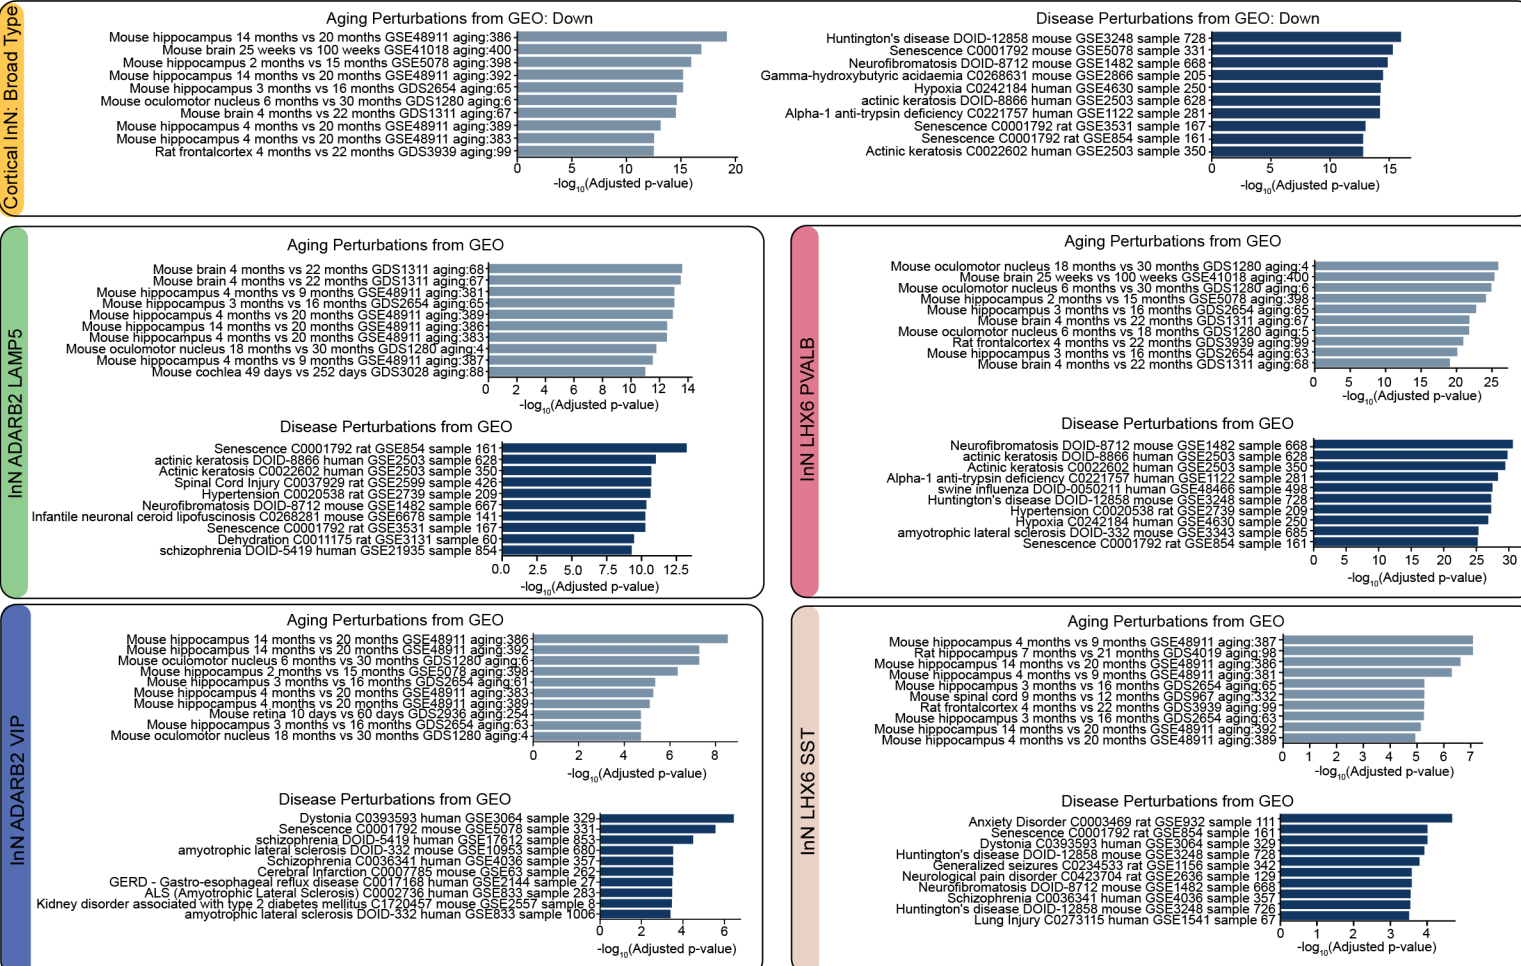 Cortical InN: Broad Type
Aging Perturbations from GEO: Down
Mouse hippocampus 14 months vs 20 months GSE48911 aging:386
Mouse brain 25 weeks vs 100 weeks GSE41018 aging:400
Mouse hippocampus 2 months vs 15 months GSE5078 aging:398
Mouse hippocampus 14 months vs 20 months GSE48911 aging:392
Mouse hippocampus 3 months vs 16 months GDS2654 aging:65
Mouse oculomotor nucleus 6 months vs 30 months GDS1280 aging:6
Mouse brain 4 months vs 22 months GDS1311 aging:67
Mouse hippocampus 4 months vs 20 months GSE48911 aging:389
Mouse hippocampus 4 months vs 20 months GSE48911 aging:383
Rat frontalcortex 4 months vs 22 months GDS3939 aging:99
0 5 10 15 20
-log10(Adjusted p-value)
Disease Perturbations from GEO: Down
Huntington's disease DOID-12858 mouse GSE3248 sample 728
Senescence C0001792 mouse GSE5078 sample 331
Neurofibromatosis DOID-8712 mouse GSE1482 sample 668
Gamma-hydroxybutyric acidaemia C0268631 mouse GSE2866 sample 205
Hypoxia C0242184 human GSE4630 sample 250
actinic keratosis DOID-8866 human GSE2503 sample 628
Alpha-1 anti-trypsin deficiency C0221757 human GSE1122 sample 281
Senescence C0001792 rat GSE3531 sample 167
Senescence C0001792 rat GSE854 sample 161
Actinic keratosis C0022602 human GSE2503 sample 350
0 5 10 15
-log10(Adjusted p-value)
InN ADARB2 LAMP5
Aging Perturbations from GEO
Mouse brain 4 months vs 22 months GDS1311 aging:68
Mouse brain 4 months vs 22 months GDS1311 aging:67
Mouse hippocampus 4 months vs 9 months GSE48911 aging:381
Mouse hippocampus 3 months vs 16 months GDS2654 aging:65
Mouse hippocampus 4 months vs 20 months GSE48911 aging:389
Mouse hippocampus 14 months vs 20 months GSE48911 aging:386
Mouse hippocampus 4 months vs 20 months GSE48911 aging:383
Mouse oculomotor nucleus 18 months vs 30 months GDS1280 aging:4
Mouse hippocampus 4 months vs 9 months GSE48911 aging:387
Mouse cochlea 49 days vs 252 days GDS3028 aging:88
0 2 4 6 8 10 12 14
-log10(Adjusted p-value)
Disease Perturbations from GEO
Senescence C0001792 rat GSE854 sample 161
actinic keratosis DOID-8866 human GSE2503 sample 628
Actinic keratosis C0022602 human GSE2503 sample 350
Spinal Cord Injury C0037929 rat GSE2599 sample 426
Hypertension C0020538 rat GSE2739 sample 209
Neurofibromatosis DOID-8712 mouse GSE1482 sample 667
Infantile neuronal ceroid lipofuscinosis C0268281 mouse GSE6678 sample 141
Senescence C0001792 rat GSE3531 sample 167
Dehydration C0011175 rat GSE3131 sample 60
schizophrenia DOID-5419 human GSE21935 sample 854
0.0 2.5 5.0 7.5 10.0 12.5
-log10(Adjusted p-value)
InN LHX6 PVALB
Aging Perturbations from GEO
Mouse oculomotor nucleus 18 months vs 30 months GDS1280 aging:4
Mouse brain 25 weeks vs 100 weeks GSE41018 aging:400
Mouse oculomotor nucleus 6 months vs 30 months GDS1280 aging:6
Mouse hippocampus 2 months vs 15 months GSE5078 aging:398
Mouse hippocampus 3 months vs 16 months GDS2654 aging:65
Mouse brain 4 months vs 22 months GDS1311 aging:67
Mouse oculomotor nucleus 6 months vs 18 months GDS1280 aging:5
Rat frontalcortex 4 months vs 22 months GDS3939 aging:99
Mouse hippocampus 3 months vs 16 months GDS2654 aging:63
Mouse brain 4 months vs 22 months GDS1311 aging:68
0 5 10 15 20 25
-log10(Adjusted p-value)
Disease Perturbations from GEO
Neurofibromatosis DOID-8712 mouse GSE1482 sample 668
actinic keratosis DOID-8866 human GSE2503 sample 628
Actinic keratosis C0022602 human GSE2503 sample 350
Alpha-1 anti-trypsin deficiency C0221757 human GSE1122 sample 281
swine influenza DOID-0050211 human GSE48466 sample 498
Huntington's disease DOID-12858 mouse GSE3248 sample 728
Hypertension C0020538 rat GSE2739 sample 209
Hypoxia C0242184 human GSE4630 sample 250
amyotrophic lateral sclerosis DOID-332 mouse GSE3343 sample 685
Senescence C0001792 rat GSE854 sample 161
0 5 10 15 20 25 30
-log10(Adjusted p-value)
InN ADARB2 VIP
Aging Perturbations from GEO
Mouse hippocampus 14 months vs 20 months GSE48911 aging:386
Mouse hippocampus 14 months vs 20 months GSE48911 aging:392
Mouse oculomotor nucleus 6 months vs 30 months GDS1280 aging:6
Mouse hippocampus 2 months vs 15 months GSE5078 aging:398
Mouse hippocampus 3 months vs 16 months GDS2654 aging:61
Mouse hippocampus 4 months vs 20 months GSE48911 aging:383
Mouse hippocampus 4 months vs 20 months GSE48911 aging:389
Mouse retina 10 days vs 60 days GDS2936 aging:254
Mouse hippocampus 3 months vs 16 months GDS2654 aging:63
Mouse oculomotor nucleus 18 months vs 30 months GDS1280 aging:4
0 2 4 6 8
-log10(Adjusted p-value)
Disease Perturbations from GEO
Dystonia C0393593 human GSE3064 sample 329
Senescence C0001792 mouse GSE5078 sample 331
schizophrenia DOID-5419 human GSE17612 sample 853
amyotrophic lateral sclerosis DOID-332 mouse GSE10953 sample 680
Schizophrenia C0036341 human GSE4036 sample 357
Cerebral Infarction C0007785 mouse GSE63 sample 262
GERD - Gastro-esophageal reflux disease C0017168 human GSE2144 sample 27
ALS (Amyotrophic Lateral Sclerosis) C0002736 human GSE833 sample 283
Kidney disorder associated with type 2 diabetes mellitus C1720457 mouse GSE2557 sample 8
amyotrophic lateral sclerosis DOID-332 human GSE833 sample 1006
0 2 4 6
-log10(Adjusted p-value)
InN LHX6 SST
Aging Perturbations from GEO
Mouse hippocampus 4 months vs 9 months GSE48911 aging:387
Rat hippocampus 7 months vs 21 months GDS4019 aging:98
Mouse hippocampus 14 months vs 20 months GSE48911 aging:386
Mouse hippocampus 4 months vs 9 months GSE48911 aging:381
Mouse hippocampus 3 months vs 16 months GDS2654 aging:65
Mouse spinal cord 9 months vs 12 months GDS967 aging:332
Rat frontalcortex 4 months vs 22 months GDS3939 aging:99
Mouse hippocampus 3 months vs 16 months GDS2654 aging:63
Mouse hippocampus 14 months vs 20 months GSE48911 aging:392
Mouse hippocampus 4 months vs 20 months GSE48911 aging:389
0 1 2 3 4 5 6 7
-log10(Adjusted p-value)
Disease Perturbations from GEO
Anxiety Disorder C0003469 rat GSE932 sample 111
Senescence C0001792 rat GSE854 sample 161
Dystonia C0393593 human GSE3064 sample 329
Huntington's disease DOID-12858 mouse GSE3248 sample 728
Generalized seizures C0234533 rat GSE1156 sample 342
Neurological pain disorder C0423704 rat GSE2636 sample 129
Neurofibromatosis DOID-8712 mouse GSE1482 sample 668
Schizophrenia C0036341 human GSE4036 sample 357
Huntington's disease DOID-12858 mouse GSE3248 sample 726
Lung Injury C0273115 human GSE1541 sample 67
0 1 2 3 4
-log10(Adjusted p-value)